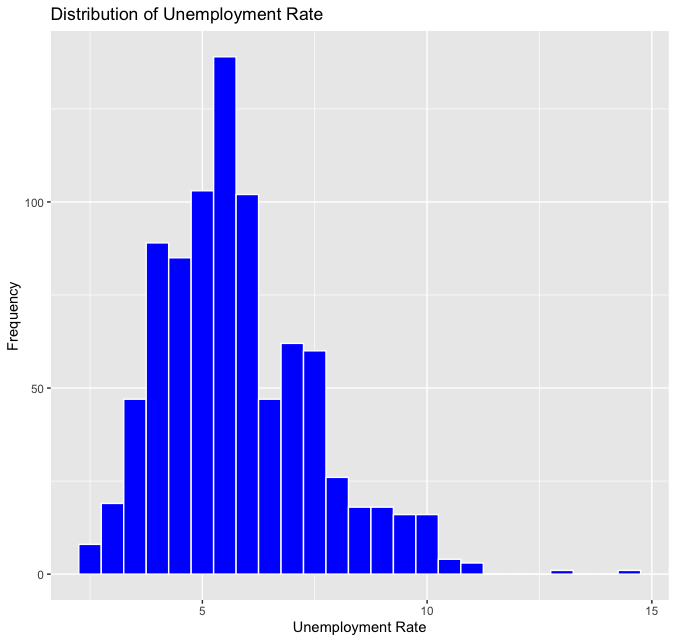 Distribution of Unemployment Rate
Frequency
100
50
0
5 10 15
Unemployment Rate